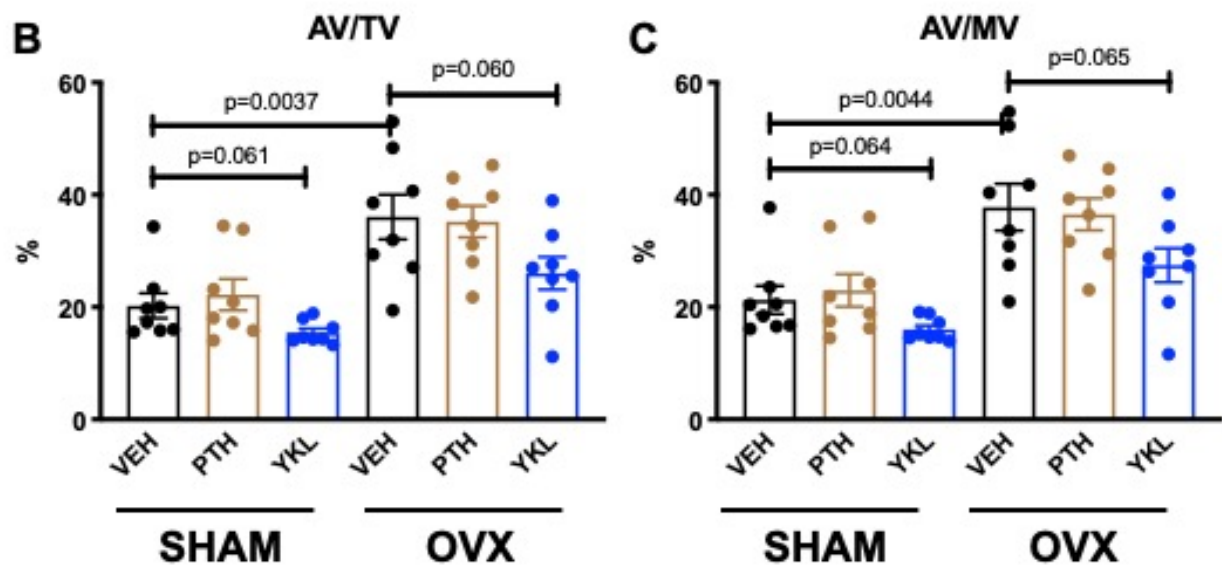 B
AV/TV
p=0.060
p=0.0037
p=0.061
60
40
20
0
%
VEH
PTH
YKL
VEH
PTH
YKL
SHAM
OVX
C
AV/MV
p=0.065
p=0.0044
p=0.064
60
40
20
0
%
VEH
PTH
YKL
VEH
PTH
YKL
SHAM
OVX